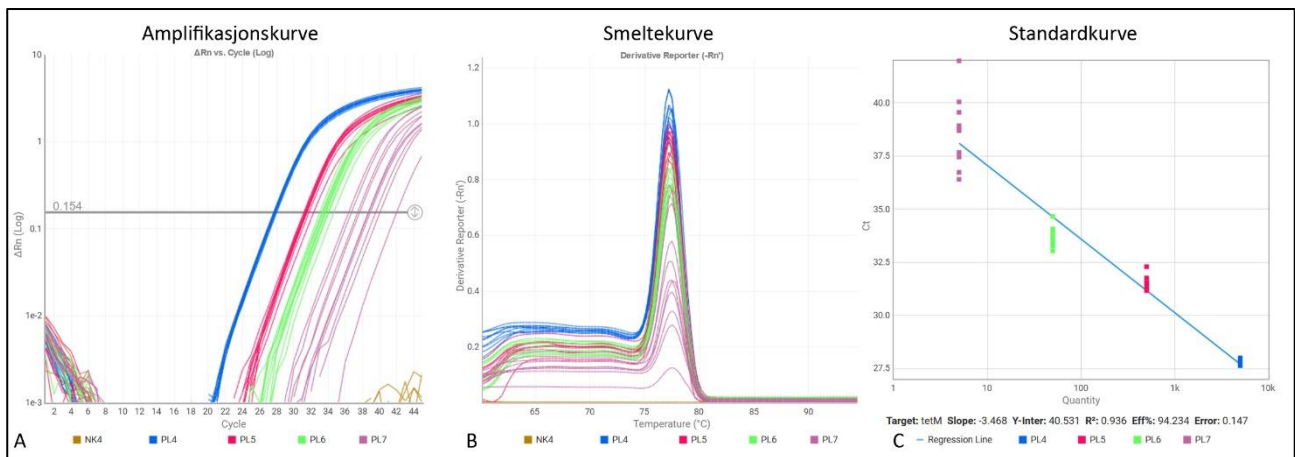 Amplifikasjonskurve
ΔRn vs. Cycle (Log)
10
1
0.1
1e-2
1e-3
ΔRn (Log)
0.154
2 4 6 8 10 12 14 16 18 20 22 24 26 28 30 32 34 36 38 40 42 44
Cycle
A
NK4 PL4 PL5 PL6 PL7
Smeltekurve
Derivative Reporter (-Rn')
1.2
1.0
0.8
0.6
0.4
0.2
Derivative Reporter (-Rn')
65 70 75 80 85 90
Temperature (°C)
B
NK4 PL4 PL5 PL6 PL7
Standardkurve
40.0
37.5
35.0
32.5
30.0
27.5
Ct
1 10 100 1k 10k
Quantity
Target: tetM Slope: -3.468 Y-Inter: 40.531 R²: 0.936 Eff%: 94.234 Error: 0.147
C
Regression Line PL4 PL5 PL6 PL7